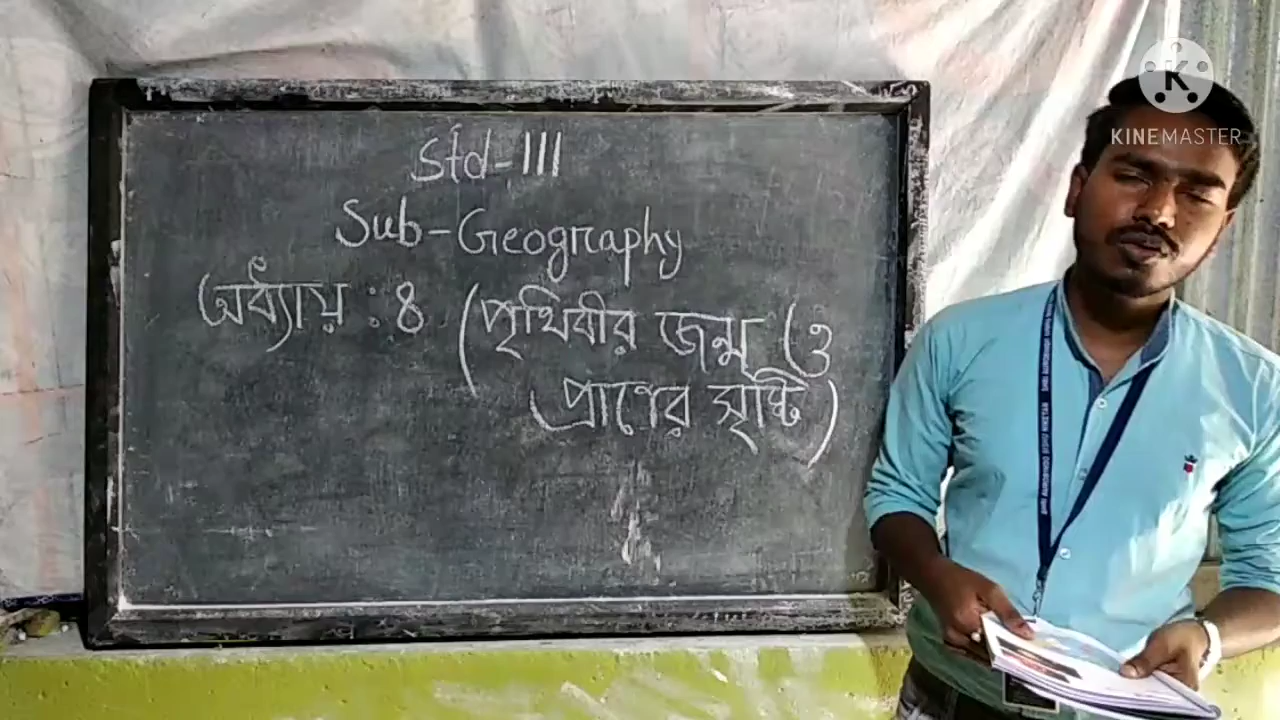 Std-III
Sub-Geography
অধ্যায় : ৪ (পৃথিবীর জন্ম ও
প্রাণের সৃষ্টি)
KINEMASTER